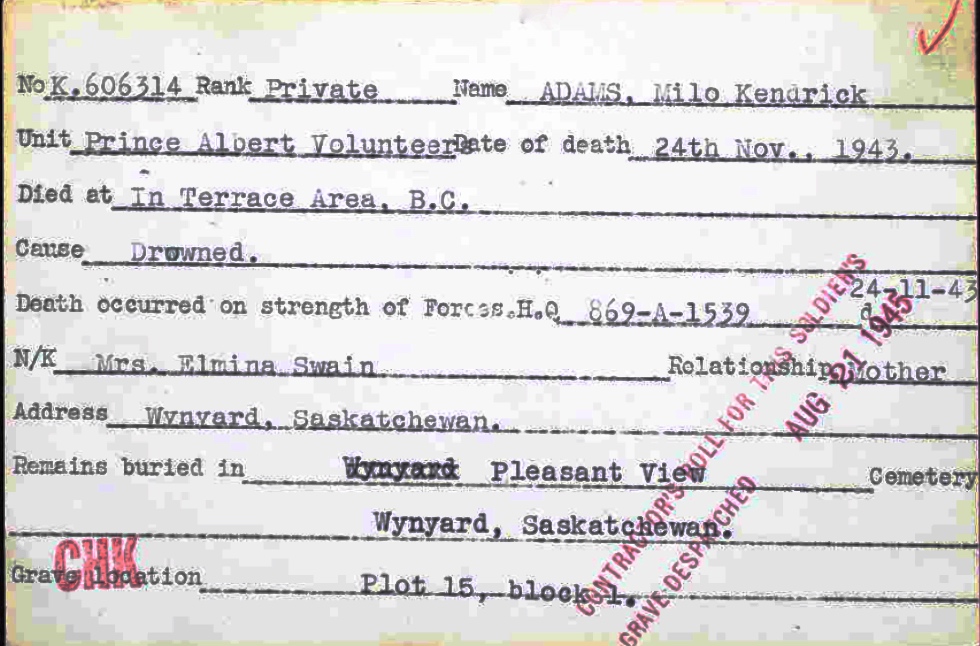 No K.606314 Rank Private Name ADAMS, Milo Kendrick
Unit Prince Albert Volunteers Date of death 24th Nov., 1943.
Died at In Terrace Area, B.C.
Cause Drowned.
24-11-43
Death occurred on strength of Forces.H.Q 869-A-1539 d.
N/K Mrs. Elmina Swain Relationship Mother
Address Wynyard, Saskatchewan.
Remains buried in Wynyard Pleasant View Cemetery
Wynyard, Saskatchewan.
Grave location Plot 15, block 1.
CHK
CONTRACTOR'S ROLL FOR THIS SOLDIER'S
GRAVE DESPATCHED AUG 21 1945